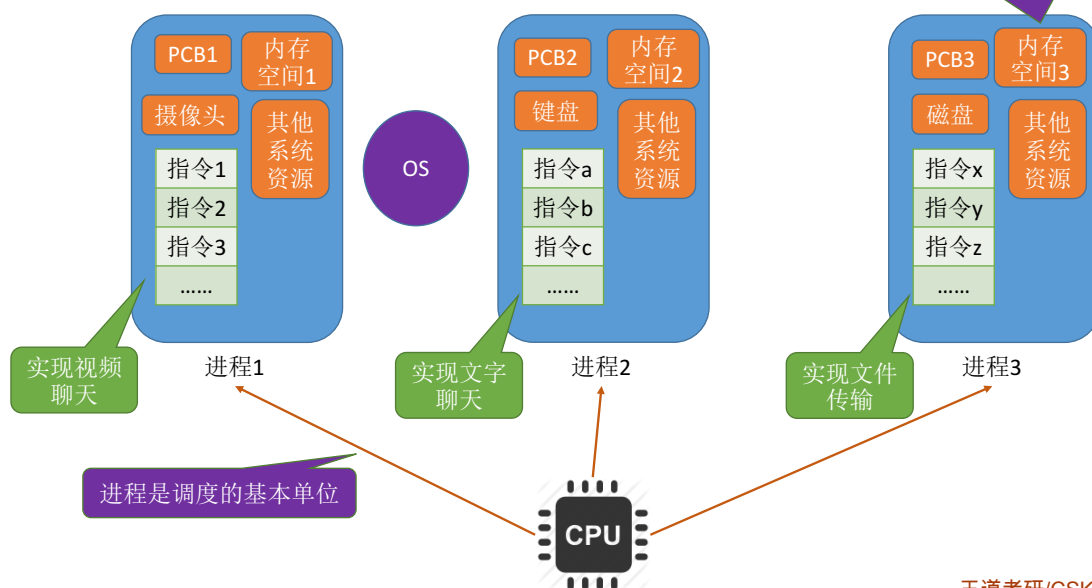 PCB1
内存
空间1
摄像头
其他
系统
资源
指令1
指令2
指令3
......
实现视频
聊天
进程1
OS
PCB2
内存
空间2
键盘
其他
系统
资源
指令a
指令b
指令c
......
实现文字
聊天
进程2
PCB3
内存
空间3
磁盘
其他
系统
资源
指令x
指令y
指令z
......
实现文件
传输
进程3
进程是调度的基本单位
CPU
王道考研/CSK